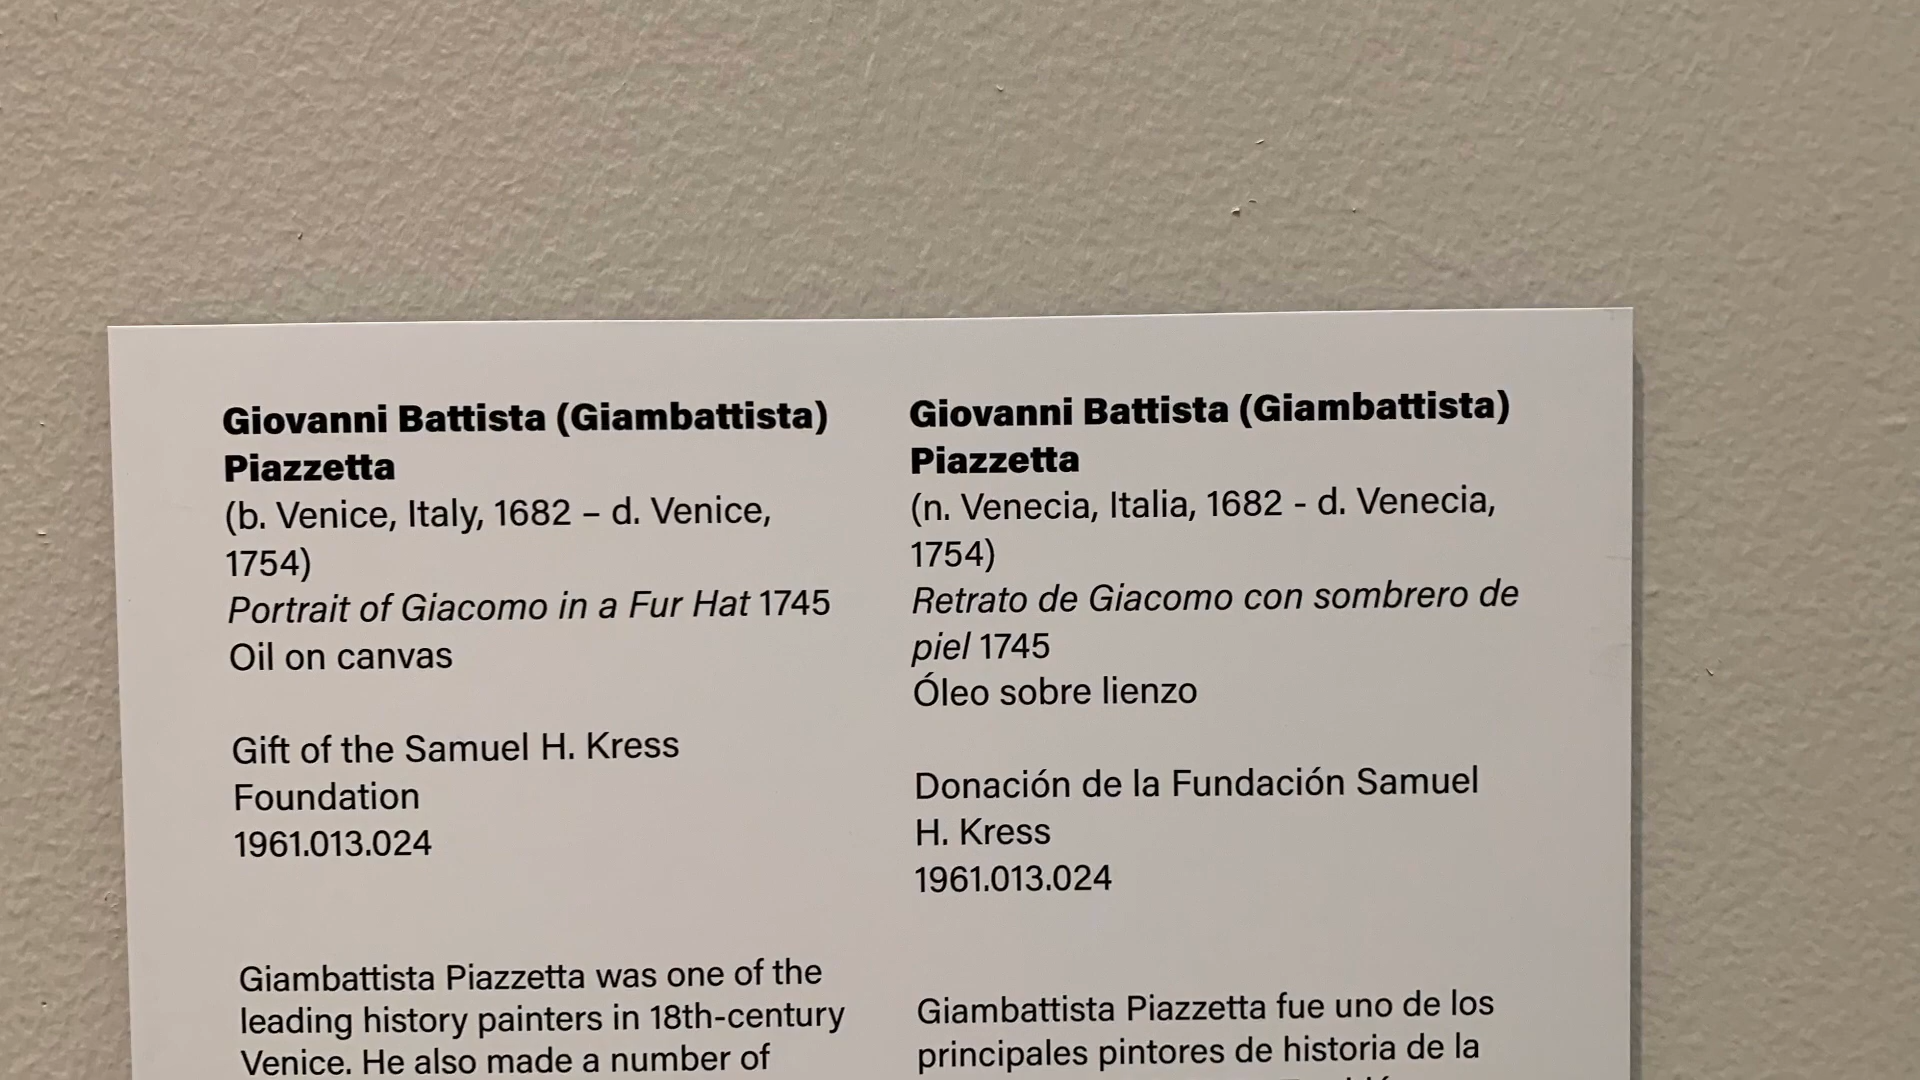 Giovanni Battista (Giambattista)
Piazzetta
(b. Venice, Italy, 1682 – d. Venice,
1754)
Portrait of Giacomo in a Fur Hat 1745
Oil on canvas
Gift of the Samuel H. Kress
Foundation
1961.013.024
Giambattista Piazzetta was one of the
leading history painters in 18th-century
Venice. He also made a number of
Giovanni Battista (Giambattista)
Piazzetta
(n. Venecia, Italia, 1682 - d. Venecia,
1754)
Retrato de Giacomo con sombrero de
piel 1745
Óleo sobre lienzo
Donación de la Fundación Samuel
H. Kress
1961.013.024
Giambattista Piazzetta fue uno de los
principales pintores de historia de la